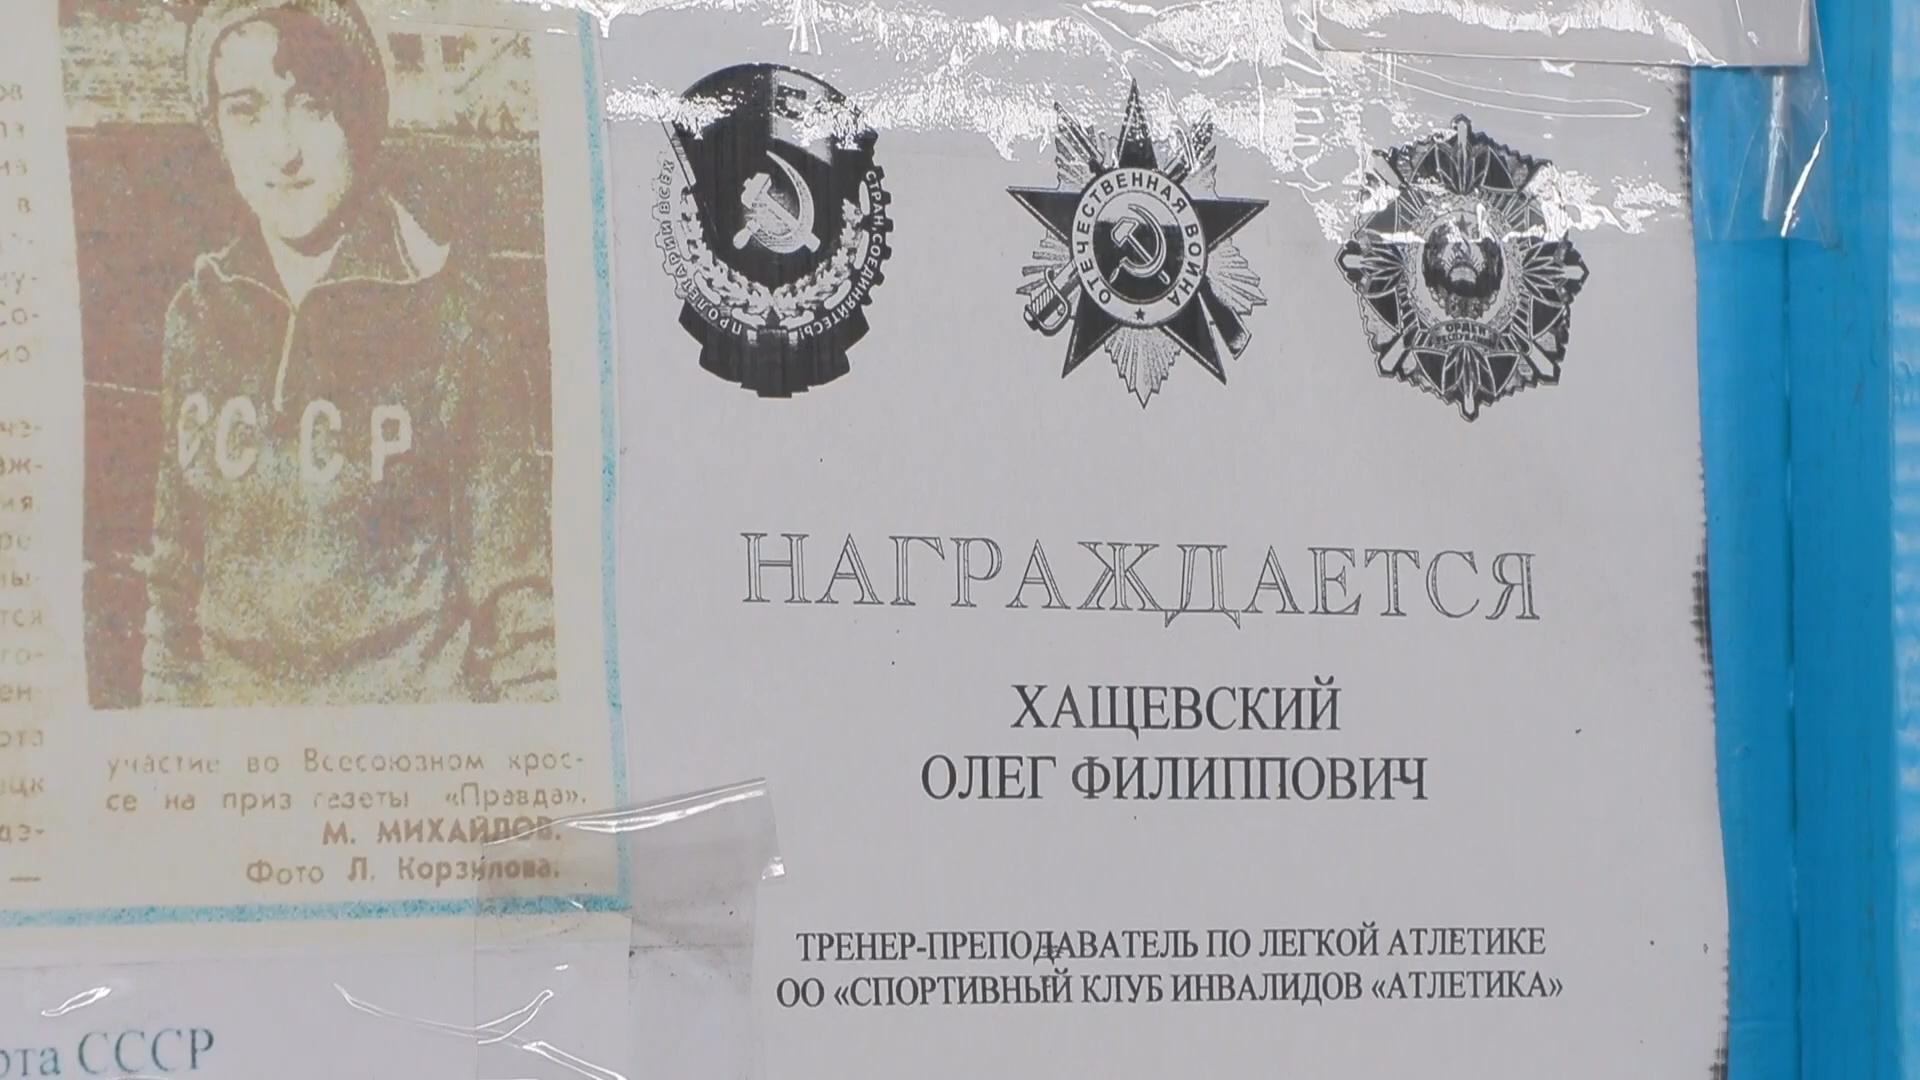 СССР
участие во Всесоюзном крос-
се на приз газеты «Правда».
М. МИХАЙЛОВ.
Фото Л. Корзилова.
СССР
ПРОЛЕТАРИИ ВСЕХ СТРАН, СОЕДИНЯЙТЕСЬ!
ОТЕЧЕСТВЕННАЯ ВОЙНА
ОРДЕН
НАГРАЖДАЕТСЯ
ХАЩЕВСКИЙ
ОЛЕГ ФИЛИППОВИЧ
ТРЕНЕР-ПРЕПОДАВАТЕЛЬ ПО ЛЕГКОЙ АТЛЕТИКЕ
ОО «СПОРТИВНЫЙ КЛУБ ИНВАЛИДОВ «АТЛЕТИКА»